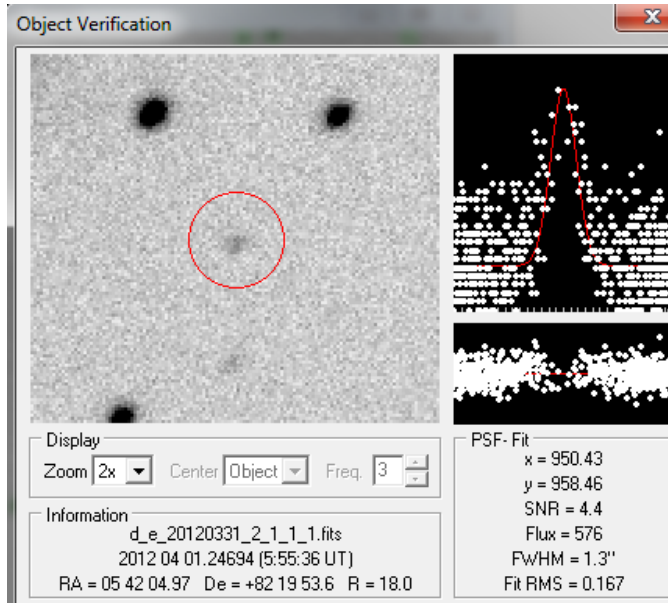 Object Verification
Display
Zoom 2x Center Object Freq. 3
Information
d_e_20120331_2_1_1_1.fits
2012 04 01.24694 (5:55:36 UT)
RA = 05 42 04.97 De = +82 19 53.6 R = 18.0
PSF- Fit
x = 950.43
y = 958.46
SNR = 4.4
Flux = 576
FWHM = 1.3''
Fit RMS = 0.167